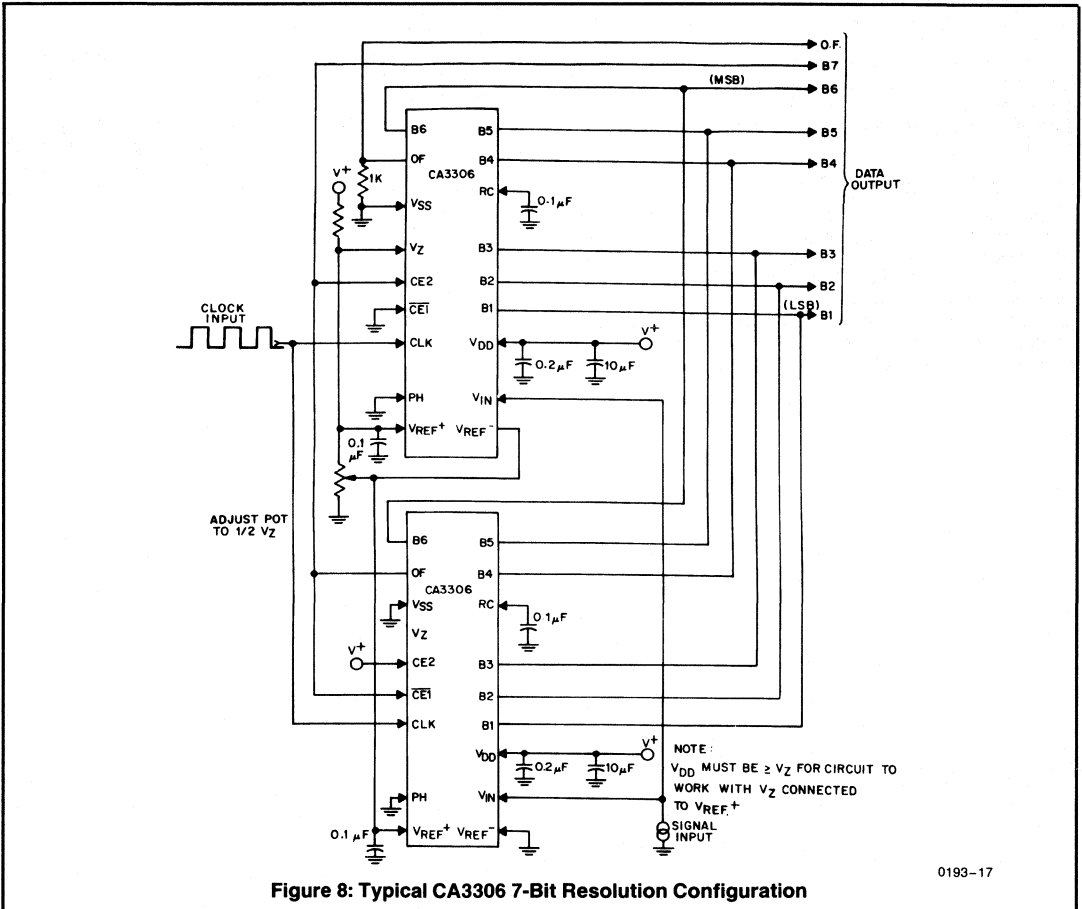 O.F.
B7
(MSB)
B6
B6
B5
B5
OF
B4
B4
CA3306
DATA
OUTPUT
V+
1K
RC
0.1µF
VSS
VZ
B3
B3
CE2
B2
B2
(LSB)
CLOCK
INPUT
CE1
B1
B1
V+
CLK
VDD
0.2µF
10µF
PH
VIN
VREF+
VREF-
0.1
µF
ADJUST POT
TO 1/2 VZ
B6
B5
OF
B4
CA3306
VSS
RC
0.1µF
VZ
V+
CE2
B3
CE1
B2
CLK
B1
V+
VDD
NOTE:
0.2µF
10µF
VDD MUST BE ≥ VZ FOR CIRCUIT TO
PH
VIN
WORK WITH VZ CONNECTED
TO VREF.+
0.1 µF
VREF+
VREF-
SIGNAL
INPUT
0193–17
Figure 8: Typical CA3306 7-Bit Resolution Configuration